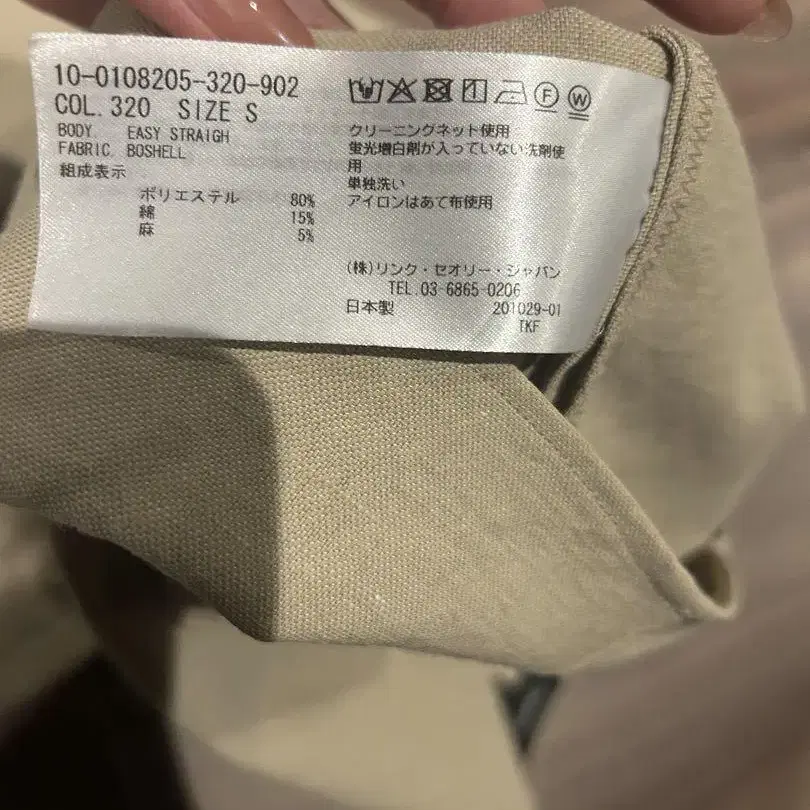 10-0108205-320-902
COL. 320 SIZE S
BODY. EASY STRAIGH
FABRIC. BOSHELL
組成表示
ポリエステル 80%
綿 15%
麻 5%
F W
クリーニングネット使用
蛍光増白剤が入っていない洗剤使
用
単独洗い
アイロンはあて布使用
(株)リンク・セオリー・ジャパン
TEL.03-6865-0206
日本製 201029-01
TKF